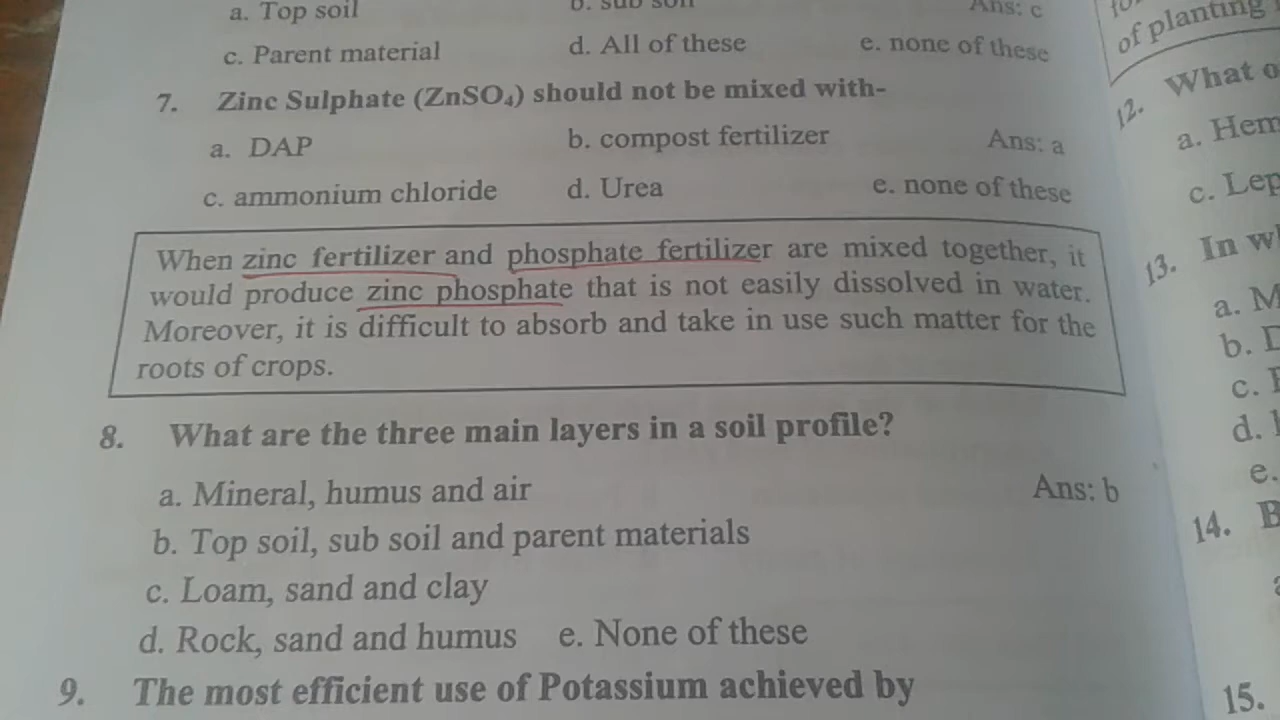 a. Top soil b. sub soil Ans: c
c. Parent material d. All of these e. none of these
7. Zinc Sulphate (ZnSO₄) should not be mixed with-
a. DAP b. compost fertilizer Ans: a
c. ammonium chloride d. Urea e. none of these
When zinc fertilizer and phosphate fertilizer are mixed together, it
would produce zinc phosphate that is not easily dissolved in water.
Moreover, it is difficult to absorb and take in use such matter for the
roots of crops.
8. What are the three main layers in a soil profile?
a. Mineral, humus and air Ans: b
b. Top soil, sub soil and parent materials
c. Loam, sand and clay
d. Rock, sand and humus e. None of these
9. The most efficient use of Potassium achieved by
of planting
12. What
a. Hem
c. Lep
13. In
a. M
b.
c.
d.
e.
14. B
15.